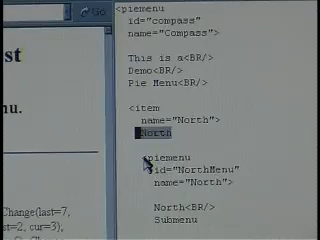 Go
st
nu.
Change(last=7,
st=2, cur=3),
<piemenu
id="compass"
name="Compass">
This is a<BR/>
Demo<BR/>
Pie Menu<BR/>
<item
name="North">
North
<piemenu
id="NorthMenu"
name="North">
North<BR/>
Submenu